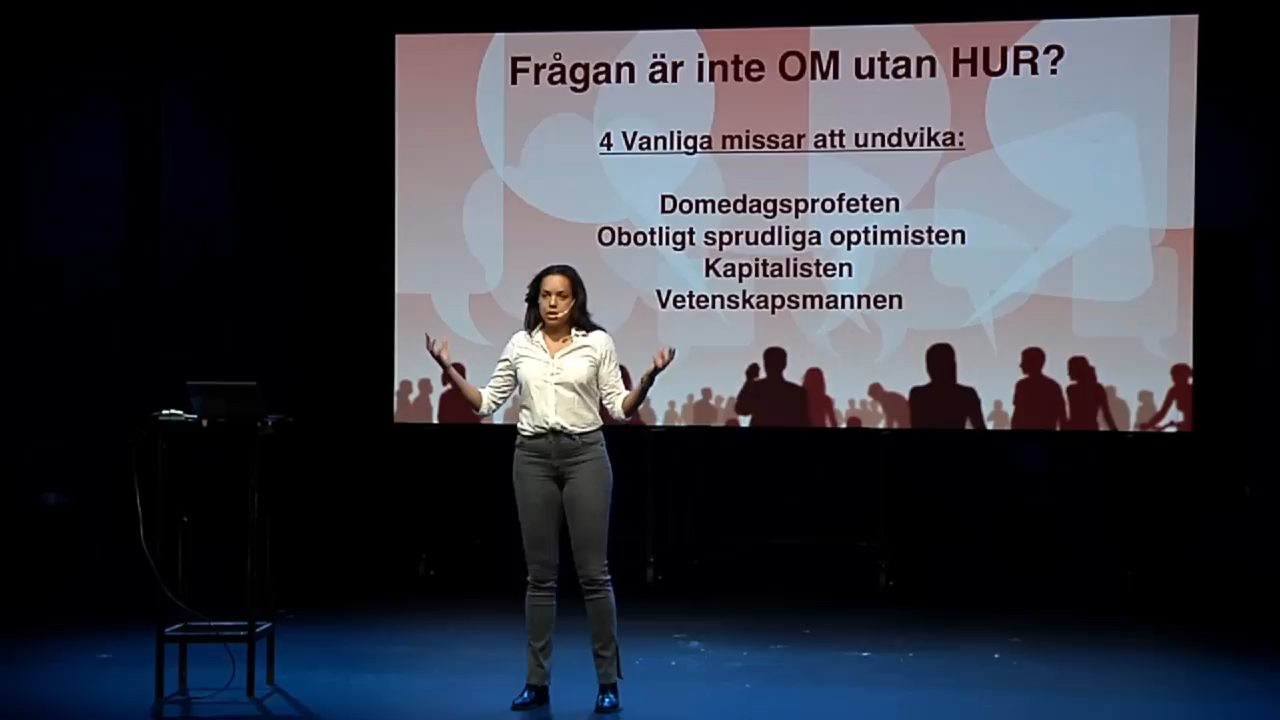 Frågan är inte OM utan HUR?
4 Vanliga missar att undvika:
Domedagsprofeten
Obotligt sprudliga optimisten
Kapitalisten
Vetenskapsmannen